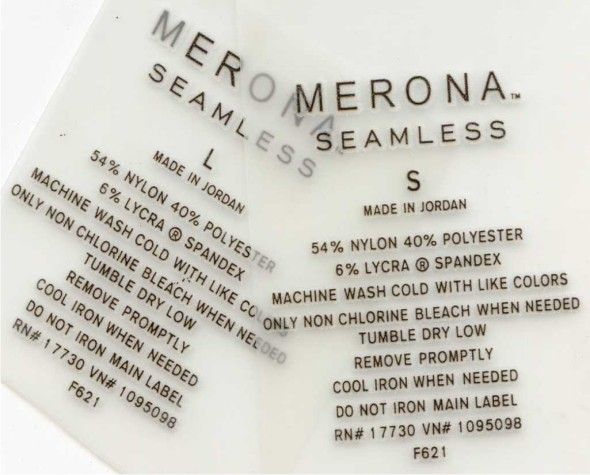 MERONA
SEAMLESS
L
MADE IN JORDAN
54% NYLON 40% POLYESTER
6% LYCRA ® SPANDEX
MACHINE WASH COLD WITH LIKE COLORS
ONLY NON CHLORINE BLEACH WHEN NEEDED
TUMBLE DRY LOW
REMOVE PROMPTLY
COOL IRON WHEN NEEDED
DO NOT IRON MAIN LABEL
RN# 17730 VN# 1095098
F621
MERONA™
SEAMLESS
S
MADE IN JORDAN
54% NYLON 40% POLYESTER
6% LYCRA ® SPANDEX
MACHINE WASH COLD WITH LIKE COLORS
ONLY NON CHLORINE BLEACH WHEN NEEDED
TUMBLE DRY LOW
REMOVE PROMPTLY
COOL IRON WHEN NEEDED
DO NOT IRON MAIN LABEL
RN# 17730 VN# 1095098
F621